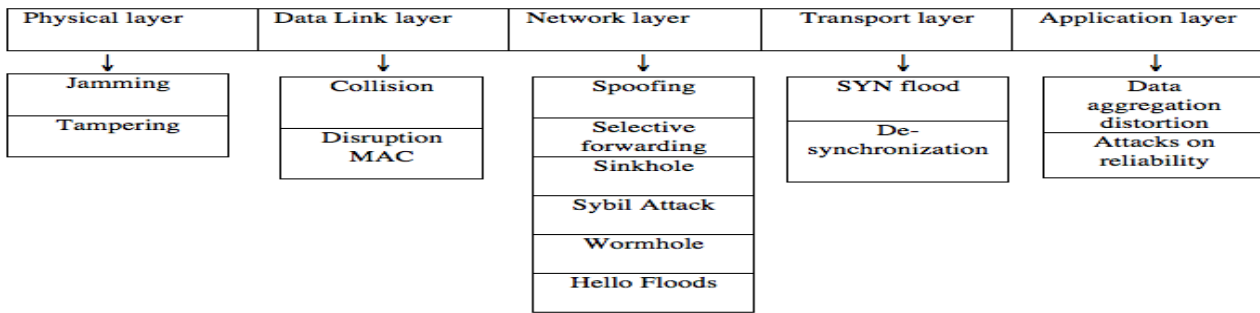 Physical layer
Data Link layer
Network layer
Transport layer
Application layer
Jamming
Tampering
Collision
Disruption
MAC
Spoofing
Selective
forwarding
Sinkhole
Sybil Attack
Wormhole
Hello Floods
SYN flood
De-
synchronization
Data
aggregation
distortion
Attacks on
reliability